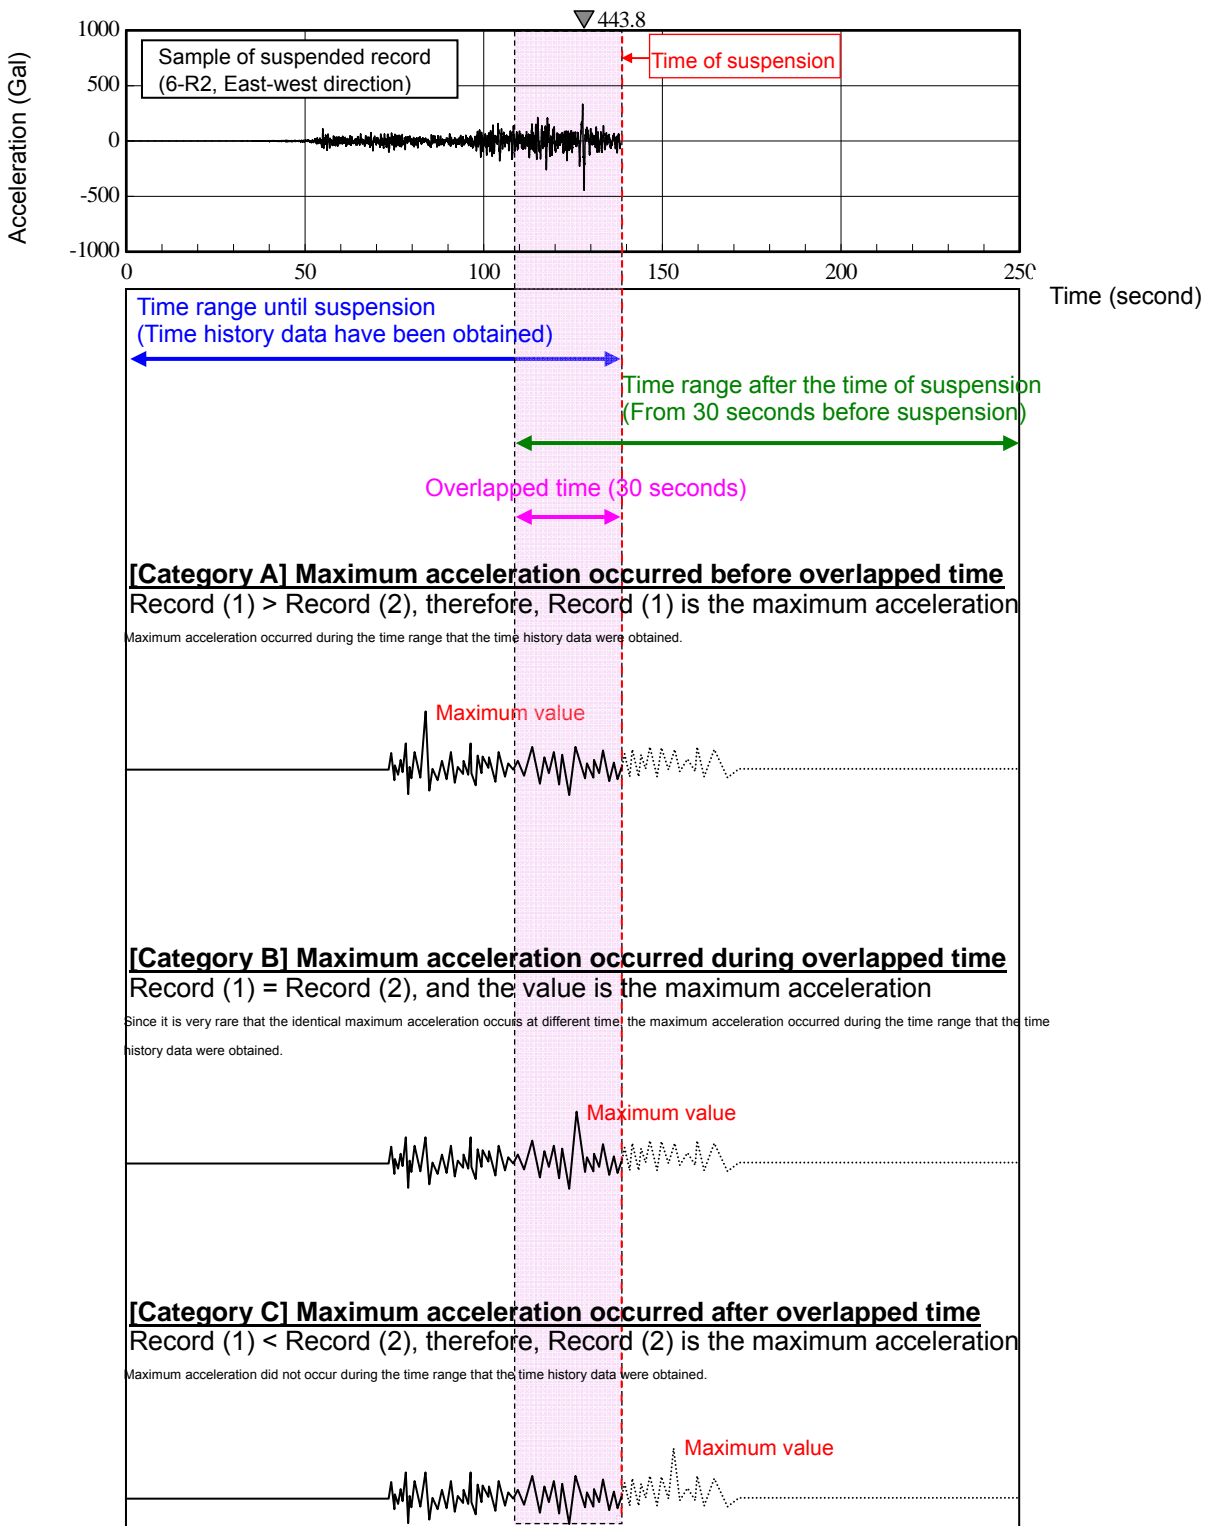 443.8
1000
500
0
-500
-1000
Acceleration (Gal)
Sample of suspended record
(6-R2, East-west direction)
Time of suspension
0 50 100 150 200 250
Time (second)
Time range until suspension
(Time history data have been obtained)
Time range after the time of suspension
(From 30 seconds before suspension)
Overlapped time (30 seconds)
[Category A] Maximum acceleration occurred before overlapped time
Record (1) > Record (2), therefore, Record (1) is the maximum acceleration
Maximum acceleration occurred during the time range that the time history data were obtained.
Maximum value
[Category B] Maximum acceleration occurred during overlapped time
Record (1) = Record (2), and the value is the maximum acceleration
Since it is very rare that the identical maximum acceleration occurs at different time, the maximum acceleration occurred during the time range that the time
history data were obtained.
Maximum value
[Category C] Maximum acceleration occurred after overlapped time
Record (1) < Record (2), therefore, Record (2) is the maximum acceleration
Maximum acceleration did not occur during the time range that the time history data were obtained.
Maximum value